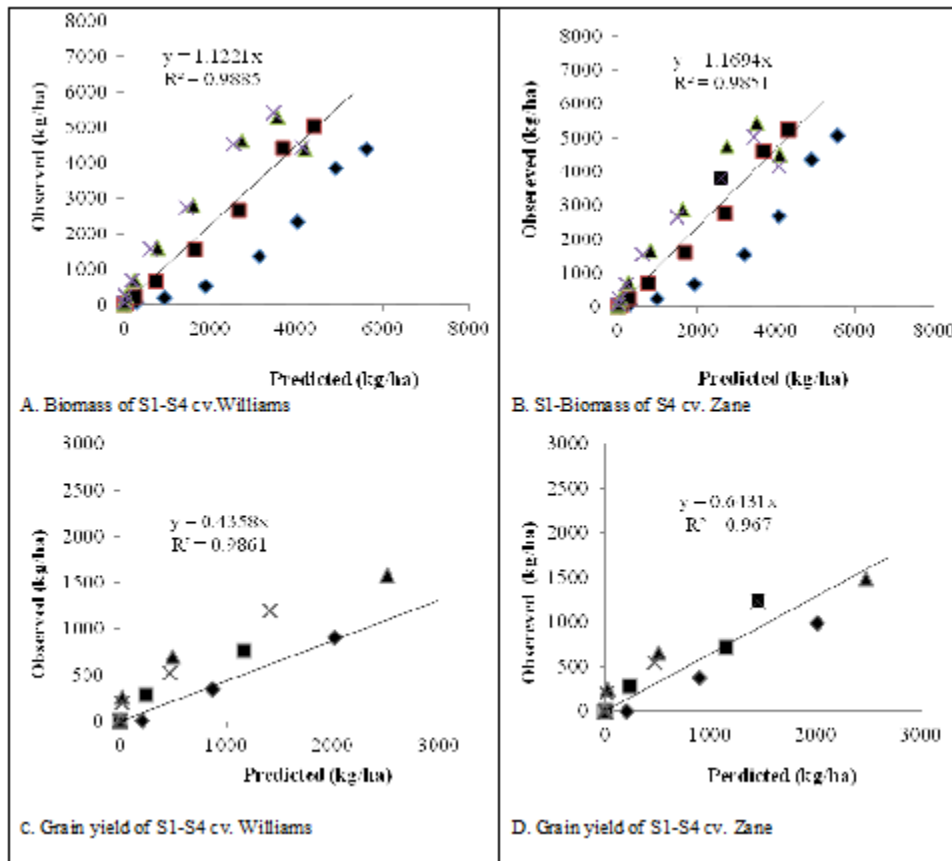 8000
7000
6000
5000
4000
3000
2000
1000
0
Observed (kg/ha)
y = 1.1221x
R² = 0.9885
0 2000 4000 6000 8000
Predicted (kg/ha)
A. Biomass of S1-S4 cv.Williams
8000
7000
6000
5000
4000
3000
2000
1000
0
Obsereved (kg/ha)
y = 1.1694x
R² = 0.9851
0 2000 4000 6000 8000
Predicted (kg/ha)
B. S1-Biomass of S4 cv. Zane
3000
2500
2000
1500
1000
500
0
Observed (kg/ha)
y = 0.4358x
R² = 0.9861
0 1000 2000 3000
Predicted (kg/ha)
C. Grain yield of S1-S4 cv. Williams
3000
2500
2000
1500
1000
500
0
Obsereved (kg/ha)
y = 0.6131x
R² = 0.967
0 1000 2000 3000
Perdicted (kg/ha)
D. Grain yield of S1-S4 cv. Zane